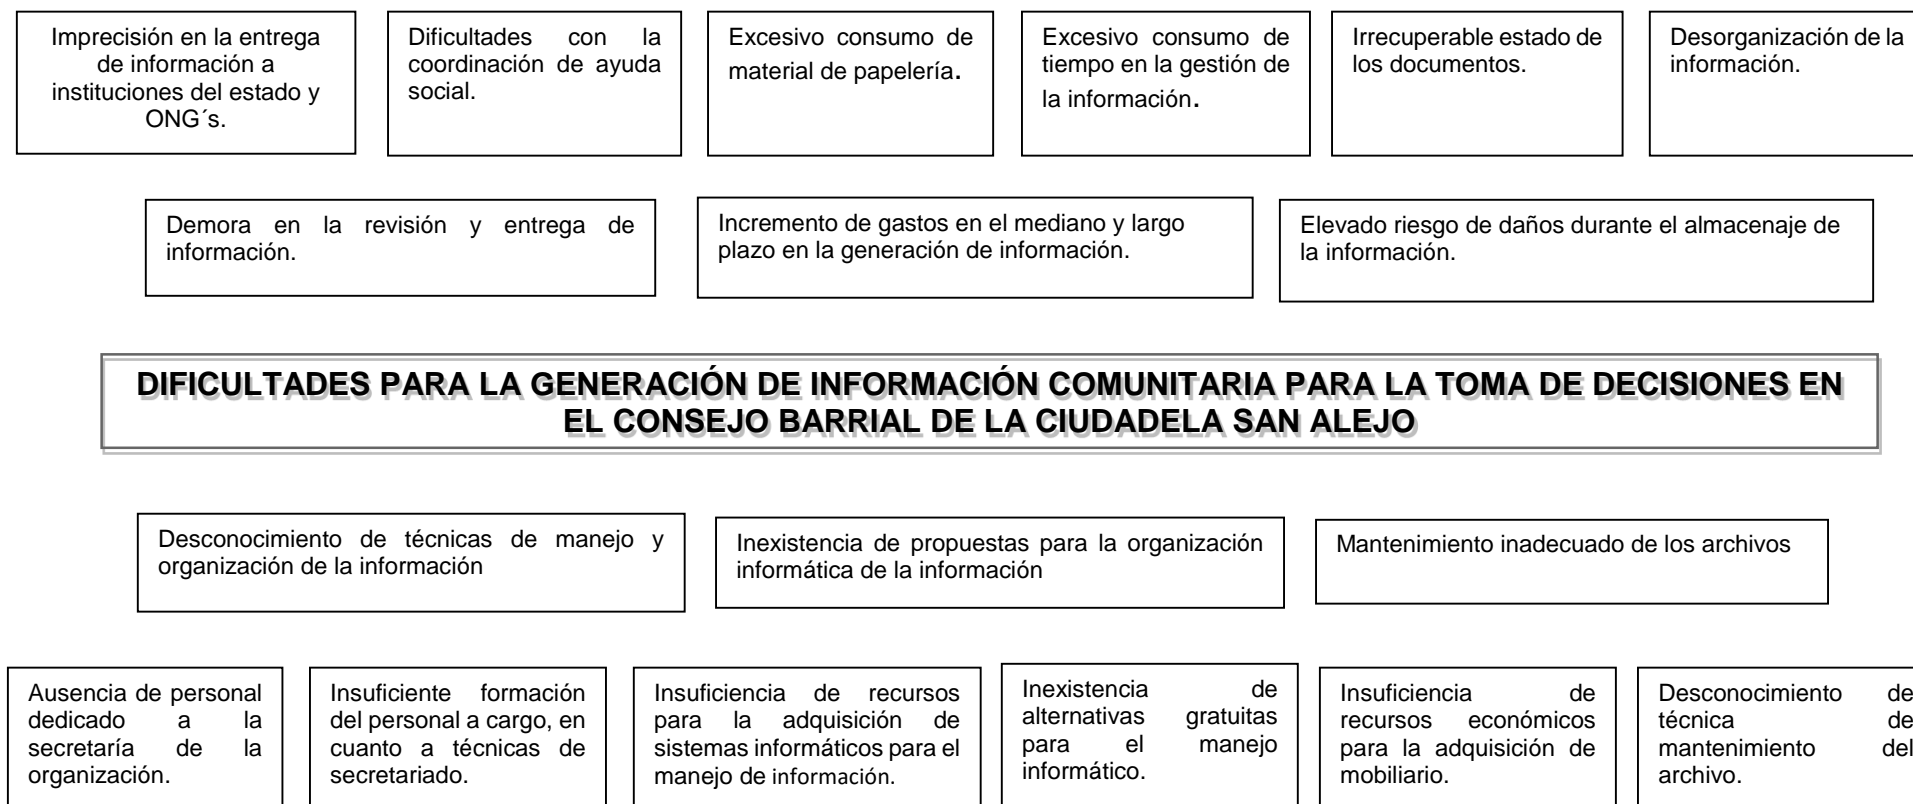 Imprecisión en la entrega
de información a
instituciones del estado y
ONG´s.
Dificultades con la
coordinación de ayuda
social.
Excesivo consumo de
material de papelería.
Excesivo consumo de
tiempo en la gestión de
la información.
Irrecuperable estado de
los documentos.
Desorganización de la
información.
Demora en la revisión y entrega de
información.
Incremento de gastos en el mediano y largo
plazo en la generación de información.
Elevado riesgo de daños durante el almacenaje de
la información.
DIFICULTADES PARA LA GENERACIÓN DE INFORMACIÓN COMUNITARIA PARA LA TOMA DE DECISIONES EN
EL CONSEJO BARRIAL DE LA CIUDADELA SAN ALEJO
Desconocimiento de técnicas de manejo y
organización de la información
Inexistencia de propuestas para la organización
informática de la información
Mantenimiento inadecuado de los archivos
Ausencia de personal
dedicado a la
secretaría de la
organización.
Insuficiente formación
del personal a cargo, en
cuanto a técnicas de
secretariado.
Insuficiencia de recursos
para la adquisición de
sistemas informáticos para el
manejo de información.
Inexistencia de
alternativas gratuitas
para el manejo
informático.
Insuficiencia de
recursos económicos
para la adquisición de
mobiliario.
Desconocimiento de
técnica de
mantenimiento del
archivo.